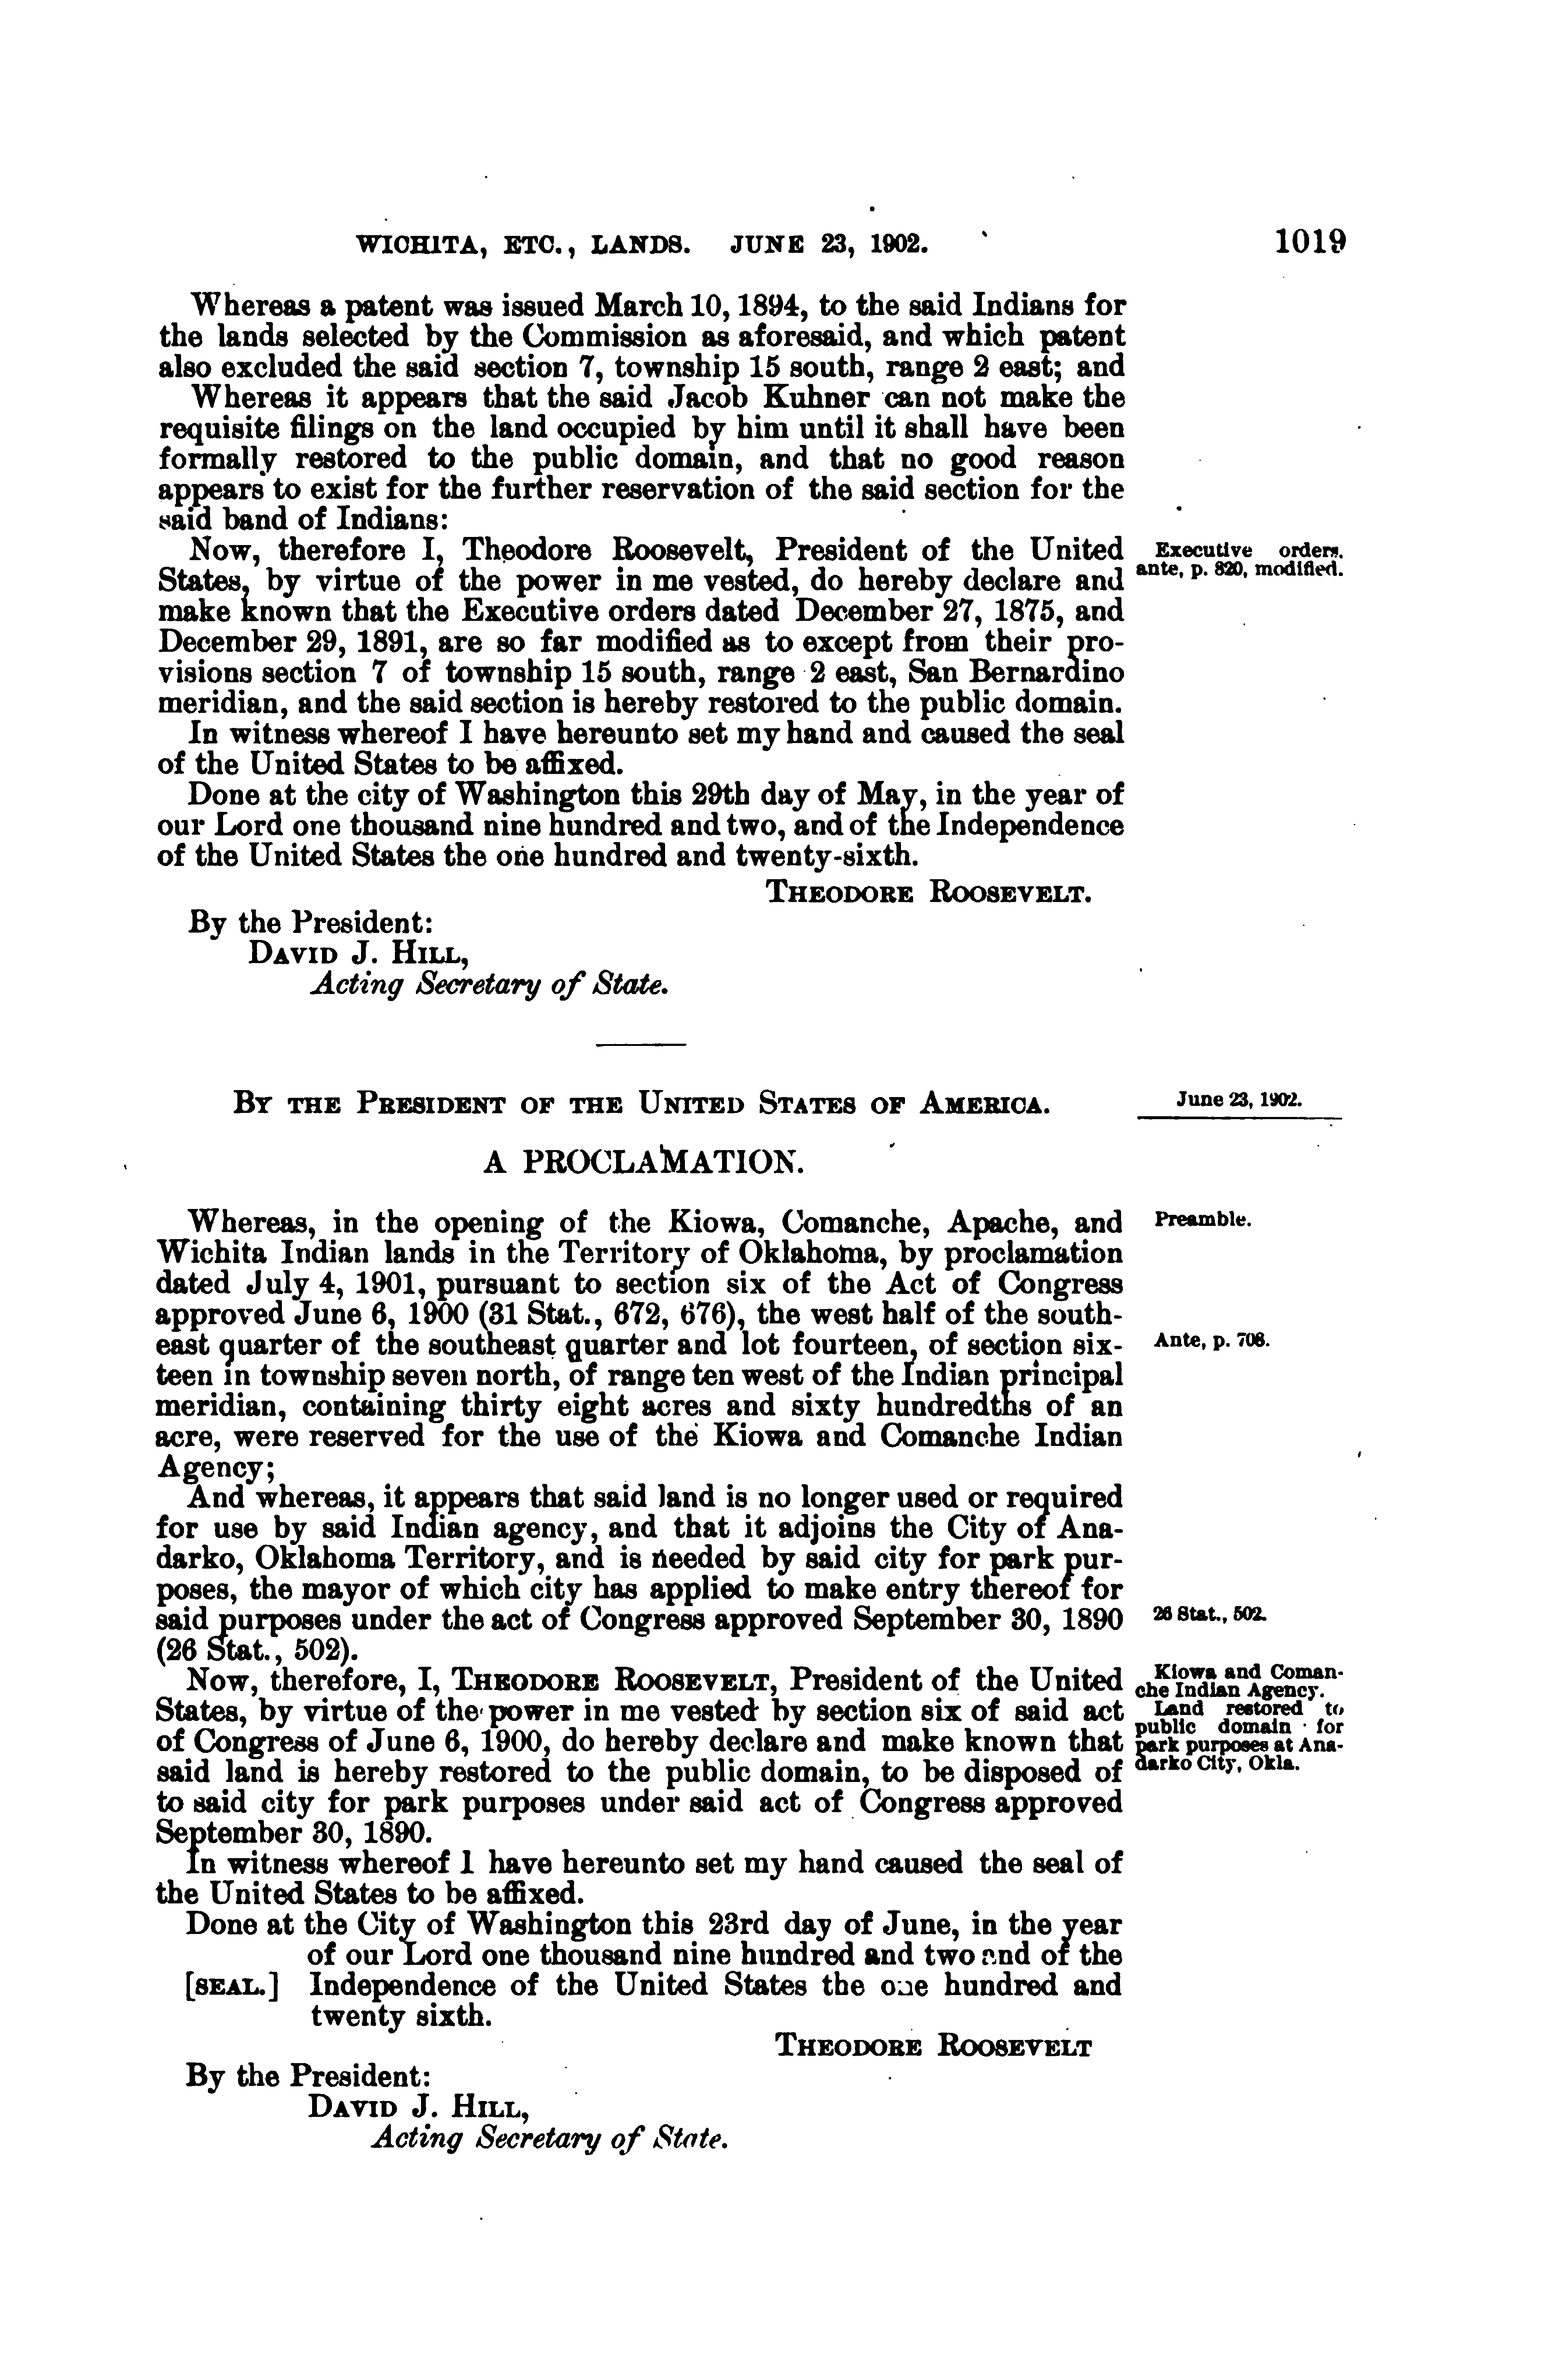 WICHITA, ETC., LANDS. JUNE 23, 1902. 1019
Whereas a patent was issued March 10, 1894, to the said Indians for
the lands selected by the Commission as aforesaid, and which patent
also excluded the said section 7, township 15 south, range 2 east; and
Whereas it appears that the said Jacob Kuhner can not make the
requisite filings on the land occupied by him until it shall have been
formally restored to the public domain, and that no good reason
appears to exist for the further reservation of the said section for the
said band of Indians:
Now, therefore I, Theodore Roosevelt, President of the United
States, by virtue of the power in me vested, do hereby declare and
make known that the Executive orders dated December 27, 1875, and
December 29, 1891, are so far modified as to except from their pro-
visions section 7 of township 15 south, range 2 east, San Bernardino
meridian, and the said section is hereby restored to the public domain.
Executive orders,
ante, p. 820, modified.
In witness whereof I have hereunto set my hand and caused the seal
of the United States to be affixed.
Done at the city of Washington this 29th day of May, in the year of
our Lord one thousand nine hundred and two, and of the Independence
of the United States the one hundred and twenty-sixth.
THEODORE ROOSEVELT.
By the President:
DAVID J. HILL,
Acting Secretary of State.
BY THE PRESIDENT OF THE UNITED STATES OF AMERICA.
June 23, 1902.
A PROCLAMATION.
Whereas, in the opening of the Kiowa, Comanche, Apache, and
Wichita Indian lands in the Territory of Oklahoma, by proclamation
dated July 4, 1901, pursuant to section six of the Act of Congress
approved June 6, 1900 (31 Stat., 672, 676), the west half of the south-
east quarter of the southeast quarter and lot fourteen, of section six-
teen in township seven north, of range ten west of the Indian principal
meridian, containing thirty eight acres and sixty hundredths of an
acre, were reserved for the use of the Kiowa and Comanche Indian
Agency;
Preamble.
Ante, p. 708.
And whereas, it appears that said land is no longer used or required
for use by said Indian agency, and that it adjoins the City of Ana-
darko, Oklahoma Territory, and is needed by said city for park pur-
poses, the mayor of which city has applied to make entry thereof for
said purposes under the act of Congress approved September 30, 1890
(26 Stat., 502).
26 Stat., 502.
Now, therefore, I, THEODORE ROOSEVELT, President of the United
States, by virtue of the power in me vested by section six of said act
of Congress of June 6, 1900, do hereby declare and make known that
said land is hereby restored to the public domain, to be disposed of
to said city for park purposes under said act of Congress approved
September 30, 1890.
Kiowa and Coman-
che Indian Agency.
Land restored to
public domain for
park purposes at Ana-
darko City, Okla.
In witness whereof I have hereunto set my hand caused the seal of
the United States to be affixed.
Done at the City of Washington this 23rd day of June, in the year
of our Lord one thousand nine hundred and two and of the
[SEAL.] Independence of the United States the one hundred and
twenty sixth.
THEODORE ROOSEVELT
By the President:
DAVID J. HILL,
Acting Secretary of State.